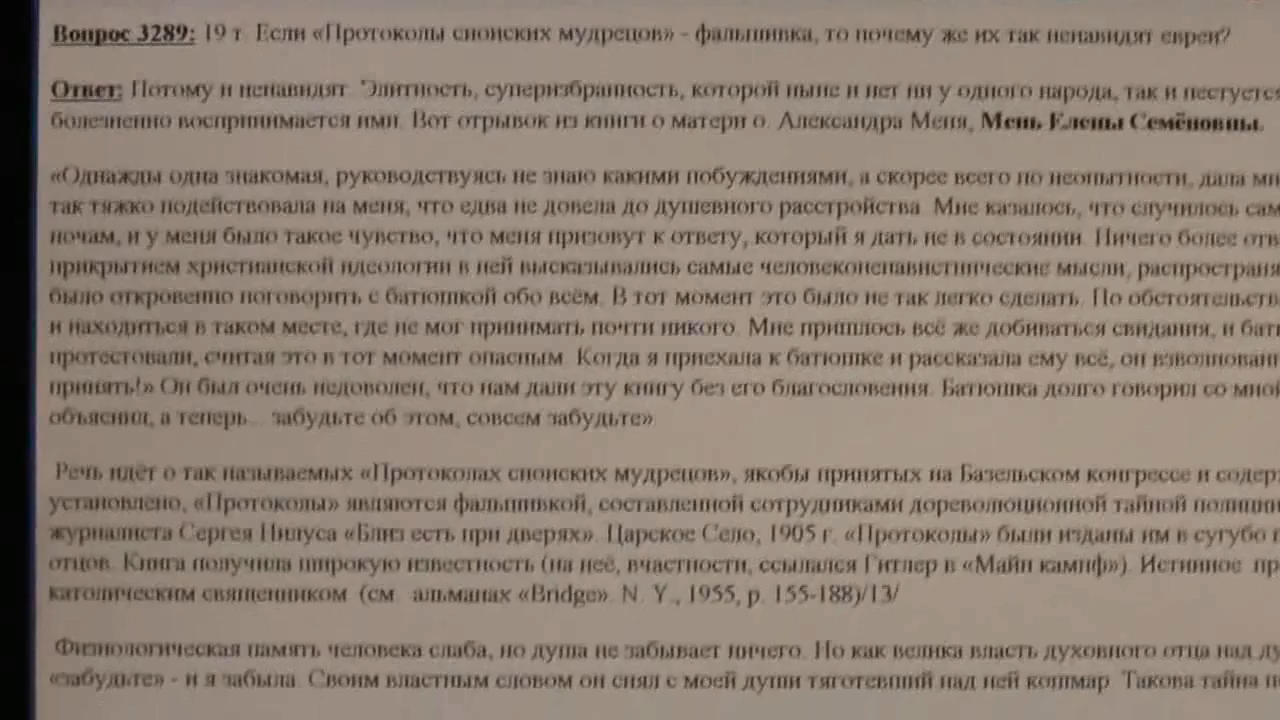 Вопрос 3289: 19 т. Если «Протоколы сионских мудрецов» - фальшивка, то почему же их так ненавидят евреи?
Ответ: Потому и ненавидят. Элитность, суперизбранность, которой ныне и нет ни у одного народа, так и пестуется
болезненно воспринимается ими. Вот отрывок из книги о матери о. Александра Меня, Мень Елены Семёновны.
«Однажды одна знакомая, руководствуясь не знаю какими побуждениями, а скорее всего по неопытности, дала мн
так тяжко подействовала на меня, что едва не довела до душевного расстройства. Мне казалось, что случилось сам
ночам, и у меня было такое чувство, что меня призовут к ответу, который я дать не в состоянии. Ничего более отв
прикрытием христианской идеологии в ней высказывались самые человеконенавистнические мысли, распространя
было откровенно поговорить с батюшкой обо всём. В тот момент это было не так легко сделать. По обстоятельств
и находиться в таком месте, где не мог принимать почти никого. Мне пришлось всё же добиваться свидания, и бат
протестовали, считая это в тот момент опасным. Когда я приехала к батюшке и рассказала ему всё, он взволнован
принять!» Он был очень недоволен, что нам дали эту книгу без его благословения. Батюшка долго говорил со мно
объяснил, а теперь... забудьте об этом, совсем забудьте»
Речь идёт о так называемых «Протоколах сионских мудрецов», якобы принятых на Базельском конгрессе и содер
установлено, «Протоколы» являются фальшивкой, составленной сотрудниками дореволюционной тайной полици
журналиста Сергея Нилуса «Близ есть при дверях». Царское Село, 1905 г. «Протоколы» были изданы им в сугубо
отцов. Книга получила широкую известность (на неё, вчастности, ссылался Гитлер в «Майн кампф»). Истинное пр
католическим священником (см. альманах «Bridge». N. Y., 1955, p. 155-188)/13/
Физиологическая память человека слаба, но душа не забывает ничего. Но как велика власть духовного отца над ду
«забудьте» - и я забыла. Своим властным словом он снял с моей души тяготевший над ней кошмар. Такова тайна